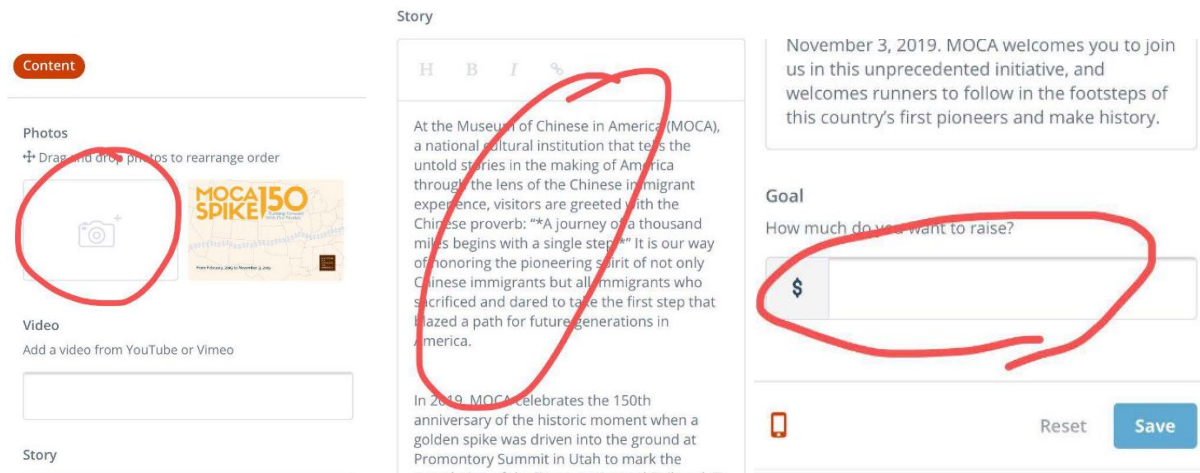 Content
Photos
Drag and drop photos to rearrange order
MOCA150
SPIKE
Video
Add a video from YouTube or Vimeo
Story
Story
H B I
At the Museum of Chinese in America (MOCA),
a national cultural institution that tells the
untold stories in the making of America
through the lens of the Chinese immigrant
experience, visitors are greeted with the
Chinese proverb: “*A journey of a thousand
miles begins with a single step.*” It is our way
of honoring the pioneering spirit of not only
Chinese immigrants but all immigrants who
sacrificed and dared to take the first step that
blazed a path for future generations in
America.
In 2019, MOCA celebrates the 150th
anniversary of the historic moment when a
golden spike was driven into the ground at
Promontory Summit in Utah to mark the
November 3, 2019. MOCA welcomes you to join
us in this unprecedented initiative, and
welcomes runners to follow in the footsteps of
this country’s first pioneers and make history.
Goal
How much do you want to raise?
$
Reset Save